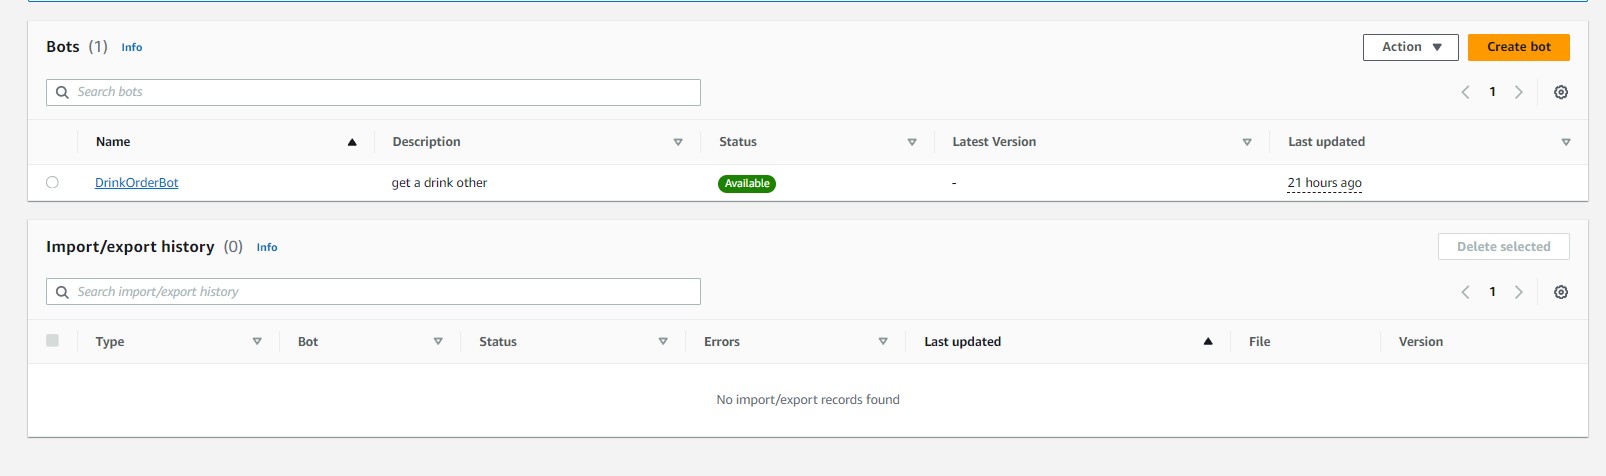 Bots (1) Info
Action
Create bot
Search bots
1
Name Description Status Latest Version Last updated
DrinkOrderBot get a drink other Available - 21 hours ago
Import/export history (0) Info
Delete selected
Search import/export history
1
Type Bot Status Errors Last updated File Version
No import/export records found